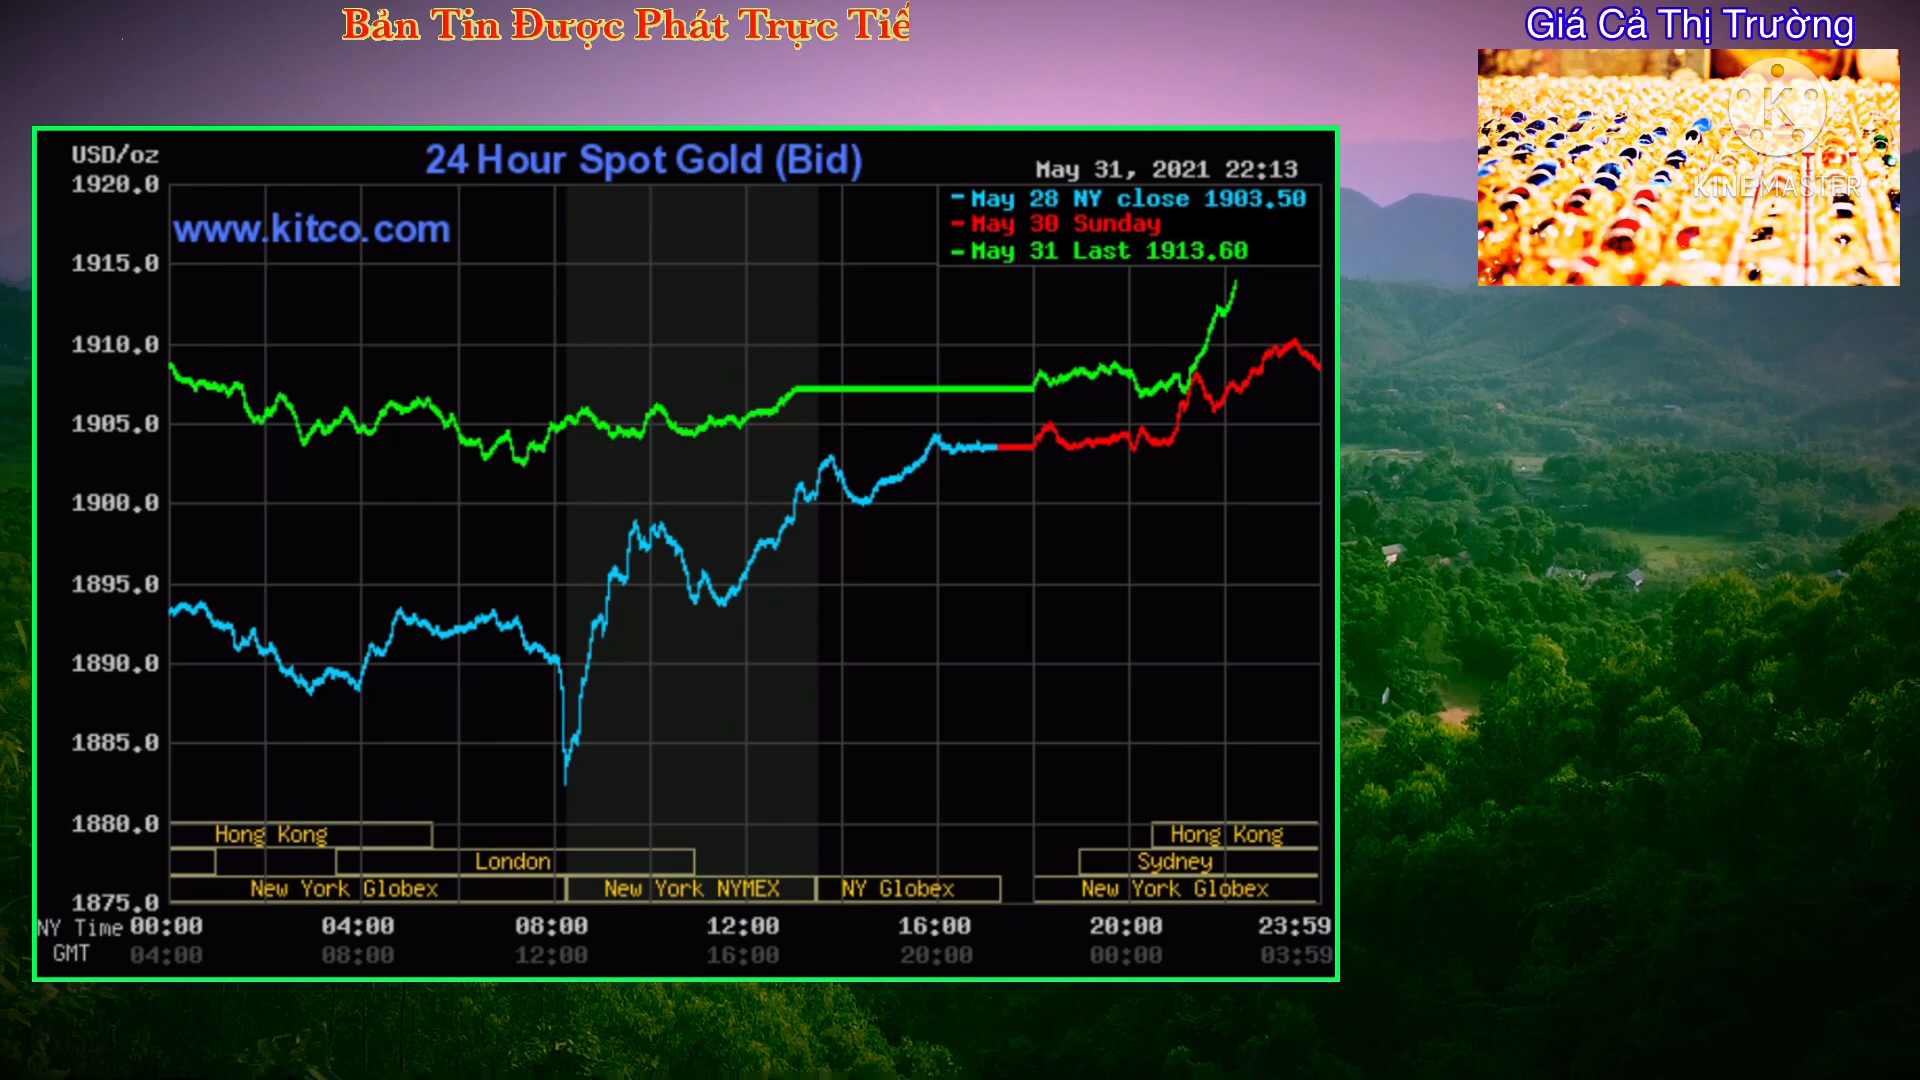 Bản Tin Được Phát Trực Tiế
Giá Cả Thị Trường
KINEMASTER
USD/oz
24 Hour Spot Gold (Bid)
May 31, 2021 22:13
1920.0
May 28 NY close 1903.50
www.kitco.com
May 30 Sunday
May 31 Last 1913.60
1915.0
1910.0
1905.0
1900.0
1895.0
1890.0
1885.0
1880.0
Hong Kong Hong Kong
London Sydney
New York Globex New York NYMEX NY Globex New York Globex
1875.0
NY Time 00:00 04:00 08:00 12:00 16:00 20:00 23:59
GMT 04:00 08:00 12:00 16:00 20:00 00:00 03:59